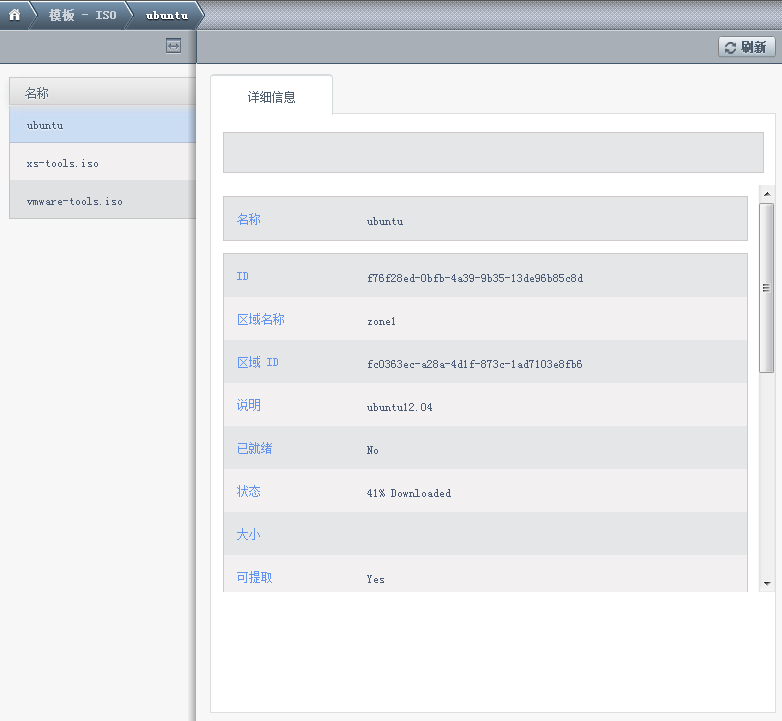 模板 - ISO
ubuntu
刷新
名称
ubuntu
xs-tools.iso
vmware-tools.iso
详细信息
名称 ubuntu
ID f76f28ed-0bfb-4a39-9b35-13de96b85c8d
区域名称 zone1
区域 ID fc0363ec-a28a-4d1f-873c-1ad7103e8fb6
说明 ubuntu12.04
已就绪 No
状态 41% Downloaded
大小
可提取 Yes